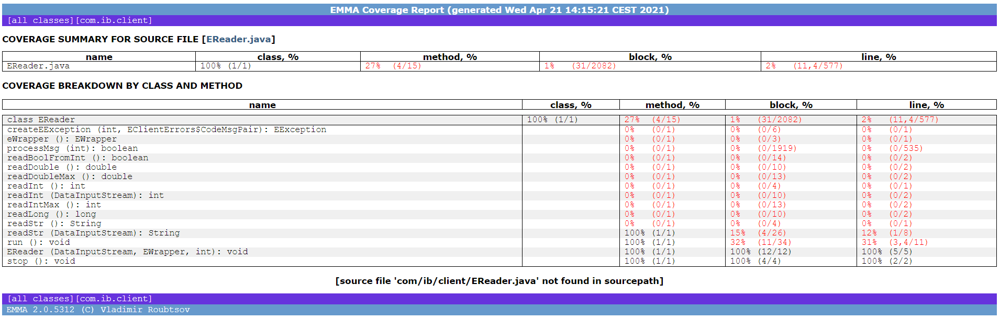 EMMA Coverage Report (generated Wed Apr 21 14:15:21 CEST 2021)
[all classes][com.ib.client]
COVERAGE SUMMARY FOR SOURCE FILE [EReader.java]
name class, % method, % block, % line, %
EReader.java 100% (1/1) 27% (4/15) 1% (31/2082) 2% (11,4/577)
COVERAGE BREAKDOWN BY CLASS AND METHOD
name class, % method, % block, % line, %
class EReader 100% (1/1) 27% (4/15) 1% (31/2082) 2% (11,4/577)
createEException (int, EClientErrors$CodeMsgPair): EException 0% (0/1) 0% (0/6) 0% (0/1)
eWrapper (): EWrapper 0% (0/1) 0% (0/3) 0% (0/1)
processMsg (int): boolean 0% (0/1) 0% (0/1919) 0% (0/535)
readBoolFromInt (): boolean 0% (0/1) 0% (0/14) 0% (0/2)
readDouble (): double 0% (0/1) 0% (0/10) 0% (0/2)
readDoubleMax (): double 0% (0/1) 0% (0/13) 0% (0/2)
readInt (): int 0% (0/1) 0% (0/4) 0% (0/1)
readInt (DataInputStream): int 0% (0/1) 0% (0/10) 0% (0/2)
readIntMax (): int 0% (0/1) 0% (0/13) 0% (0/2)
readLong (): long 0% (0/1) 0% (0/10) 0% (0/2)
readStr (): String 0% (0/1) 0% (0/4) 0% (0/1)
readStr (DataInputStream): String 100% (1/1) 15% (4/26) 12% (1/8)
run (): void 100% (1/1) 32% (11/34) 31% (3,4/11)
EReader (DataInputStream, EWrapper, int): void 100% (1/1) 100% (12/12) 100% (5/5)
stop (): void 100% (1/1) 100% (4/4) 100% (2/2)
[source file 'com/ib/client/EReader.java' not found in sourcepath]
[all classes][com.ib.client]
EMMA 2.0.5312 (C) Vladimir Roubtsov